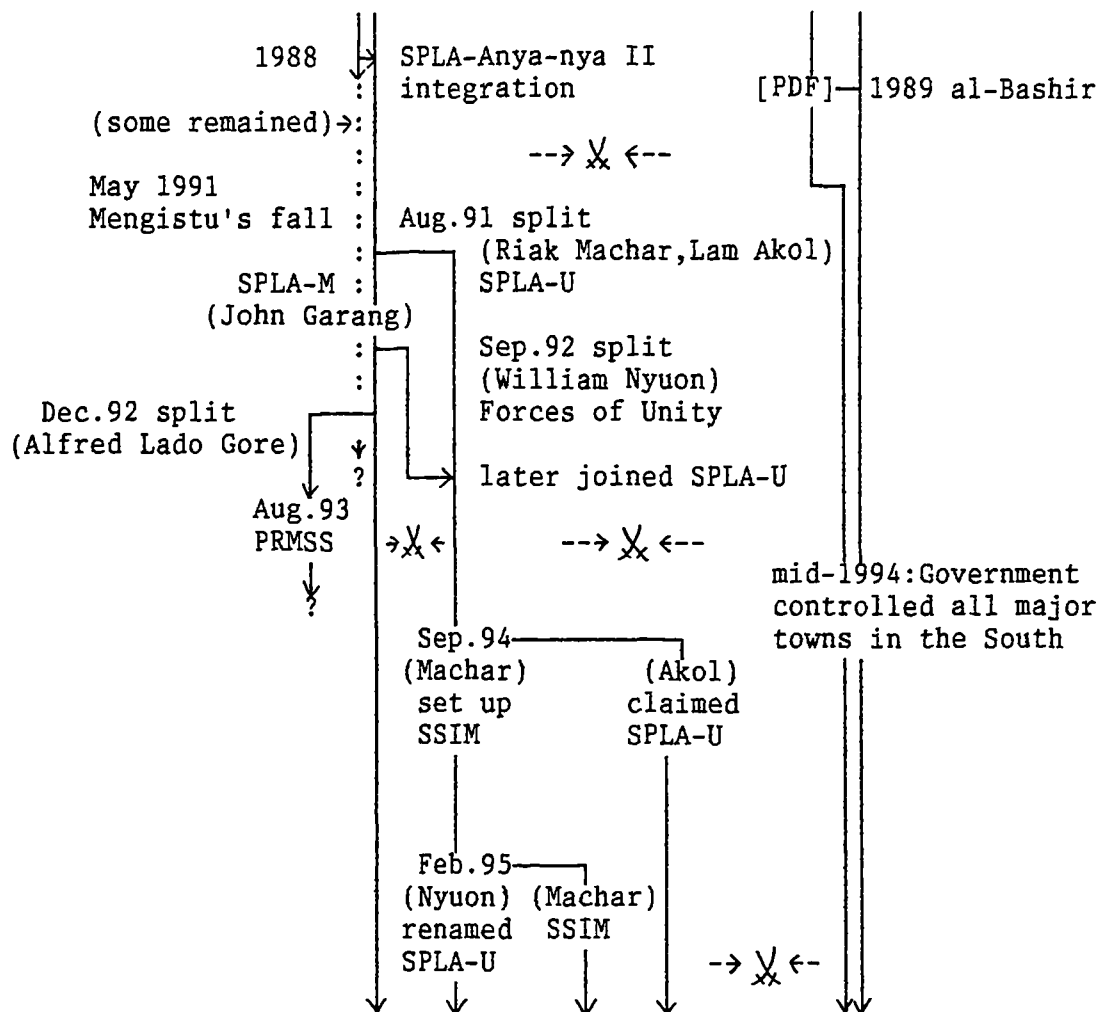 1988
SPLA-Anya-nya II
integration
[PDF]
1989 al-Bashir
(some remained)
May 1991
Mengistu's fall
Aug.91 split
(Riak Machar,Lam Akol)
SPLA-U
SPLA-M
(John Garang)
Sep.92 split
(William Nyuon)
Forces of Unity
Dec.92 split
(Alfred Lado Gore)
?
later joined SPLA-U
Aug.93
PRMSS
?
mid-1994:Government
controlled all major
towns in the South
Sep.94
(Machar)
set up
SSIM
(Akol)
claimed
SPLA-U
Feb.95
(Nyuon)
renamed
SPLA-U
(Machar)
SSIM